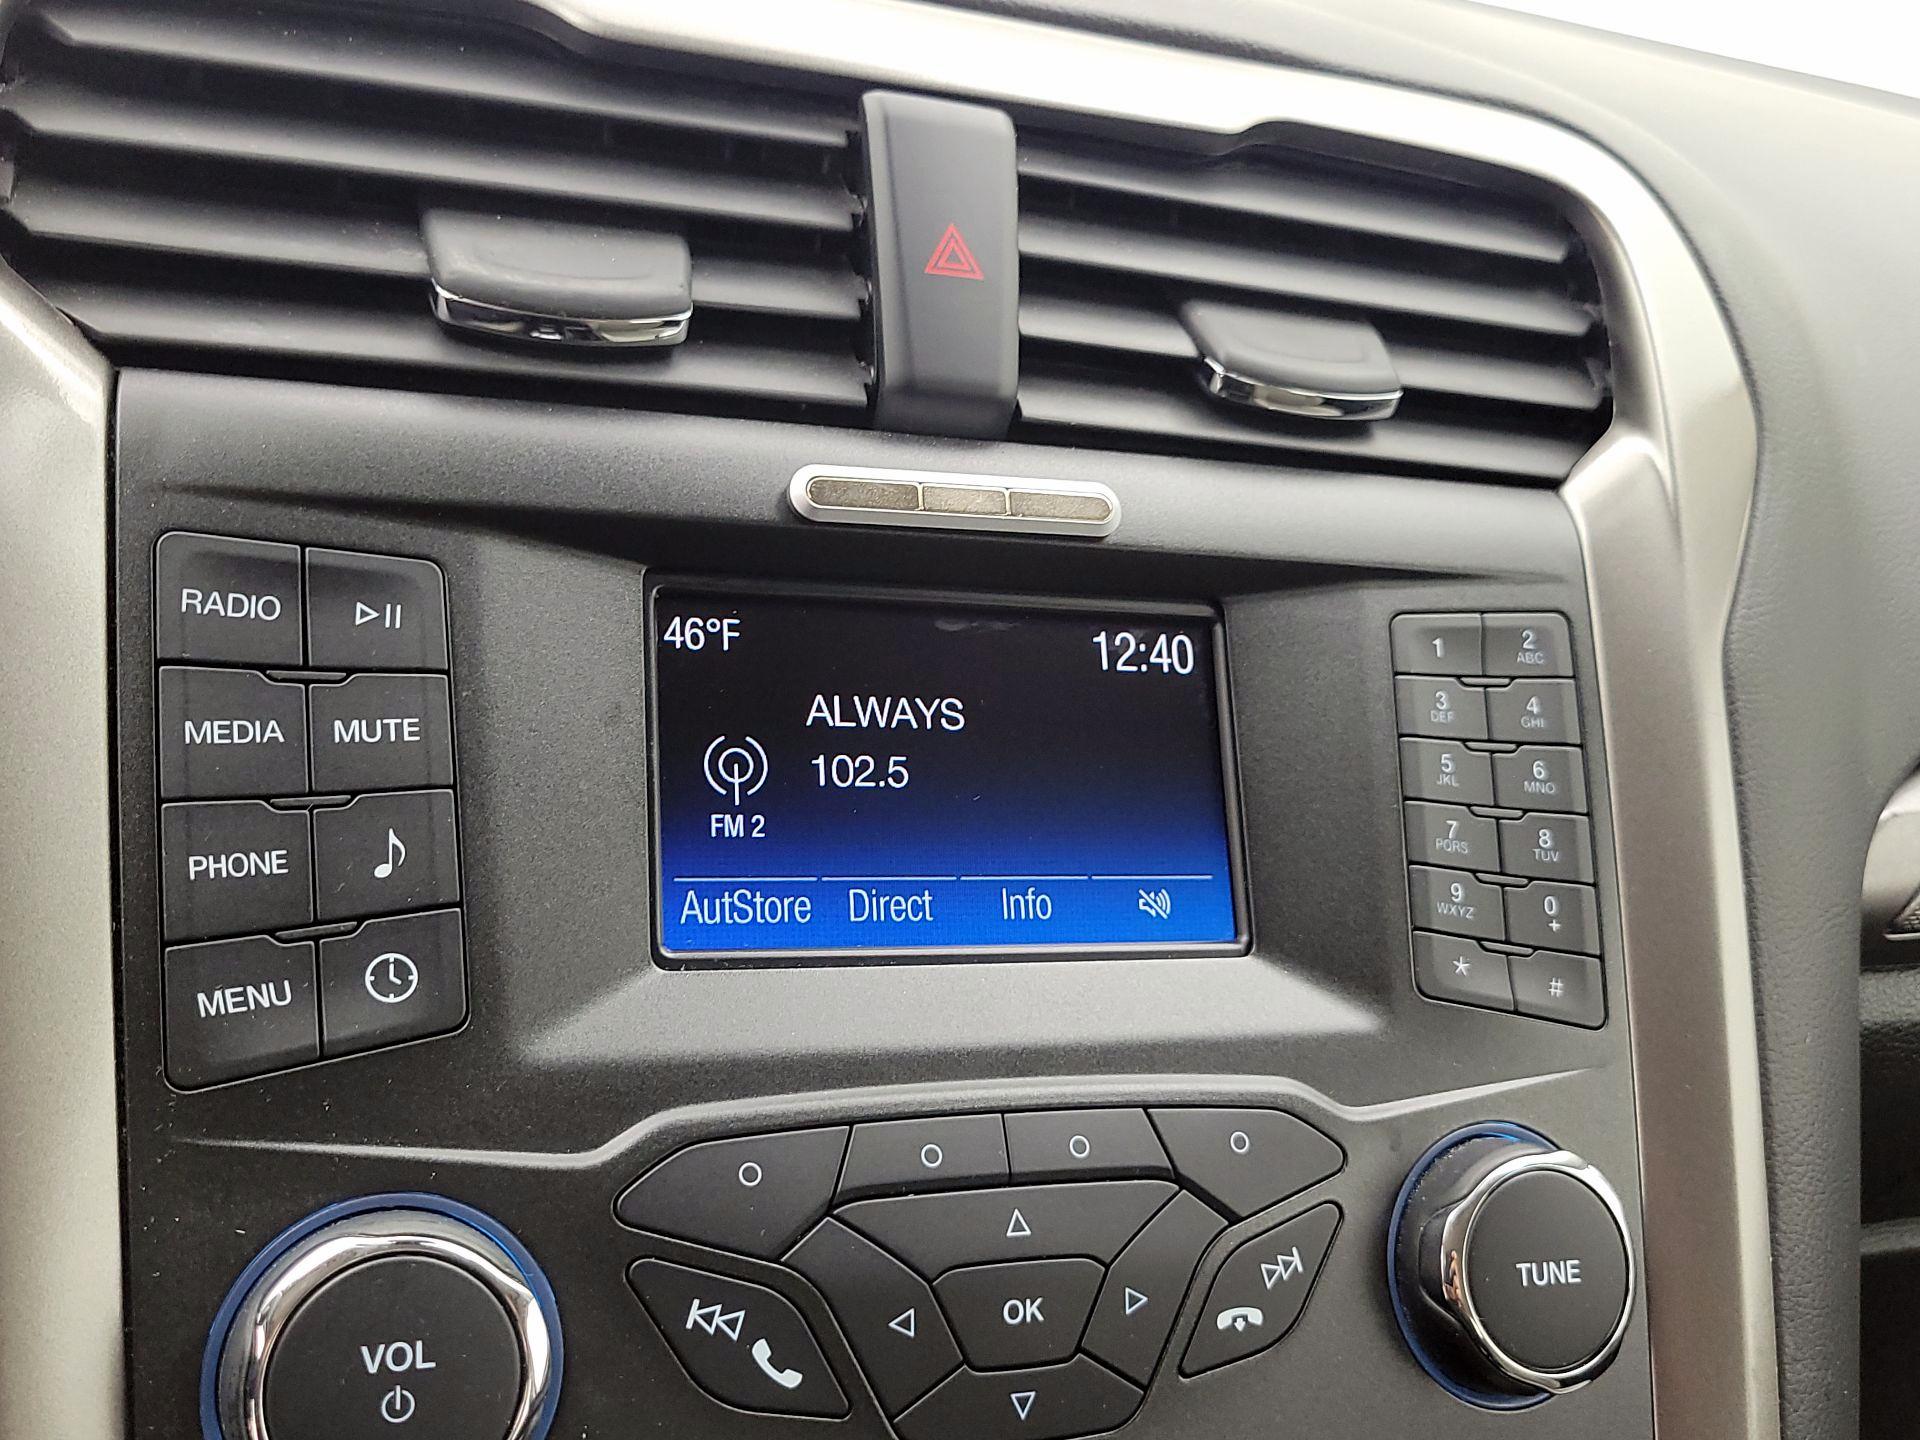 RADIO
MEDIA
MUTE
PHONE
MENU
46°F
12:40
ALWAYS
102.5
FM 2
AutStore
Direct
Info
1
2
ABC
3
DEF
4
GHI
5
JKL
6
MNO
7
PQRS
8
TUV
9
WXYZ
0
+
*
#
VOL
OK
TUNE